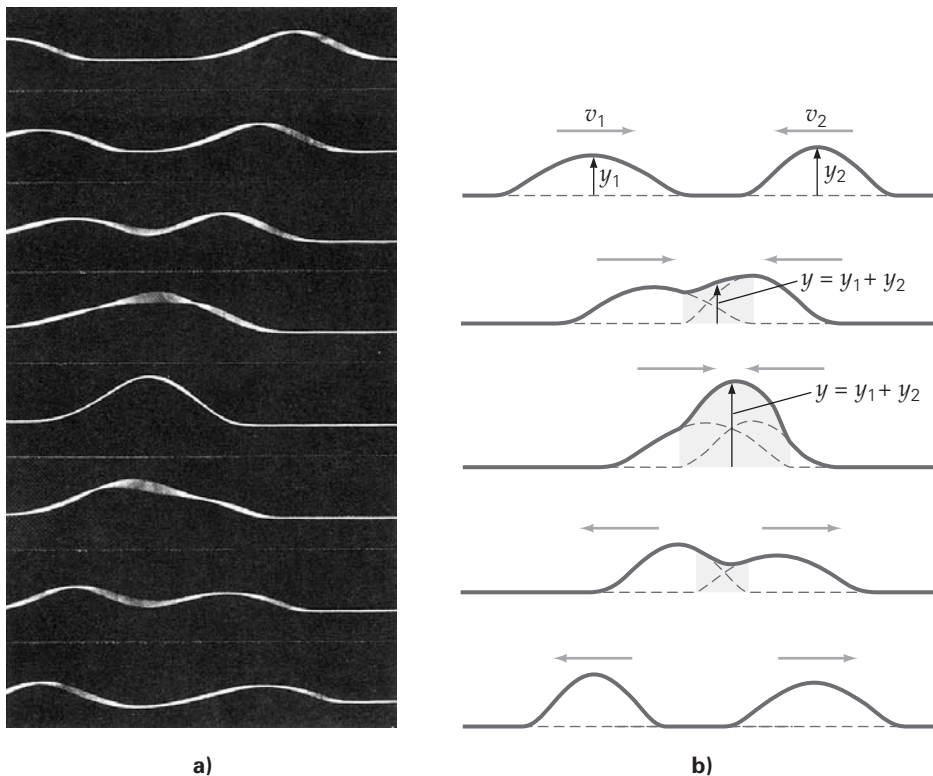 v₁ v₂
y₁ y₂
y = y₁ + y₂
y = y₁ + y₂
a) b)